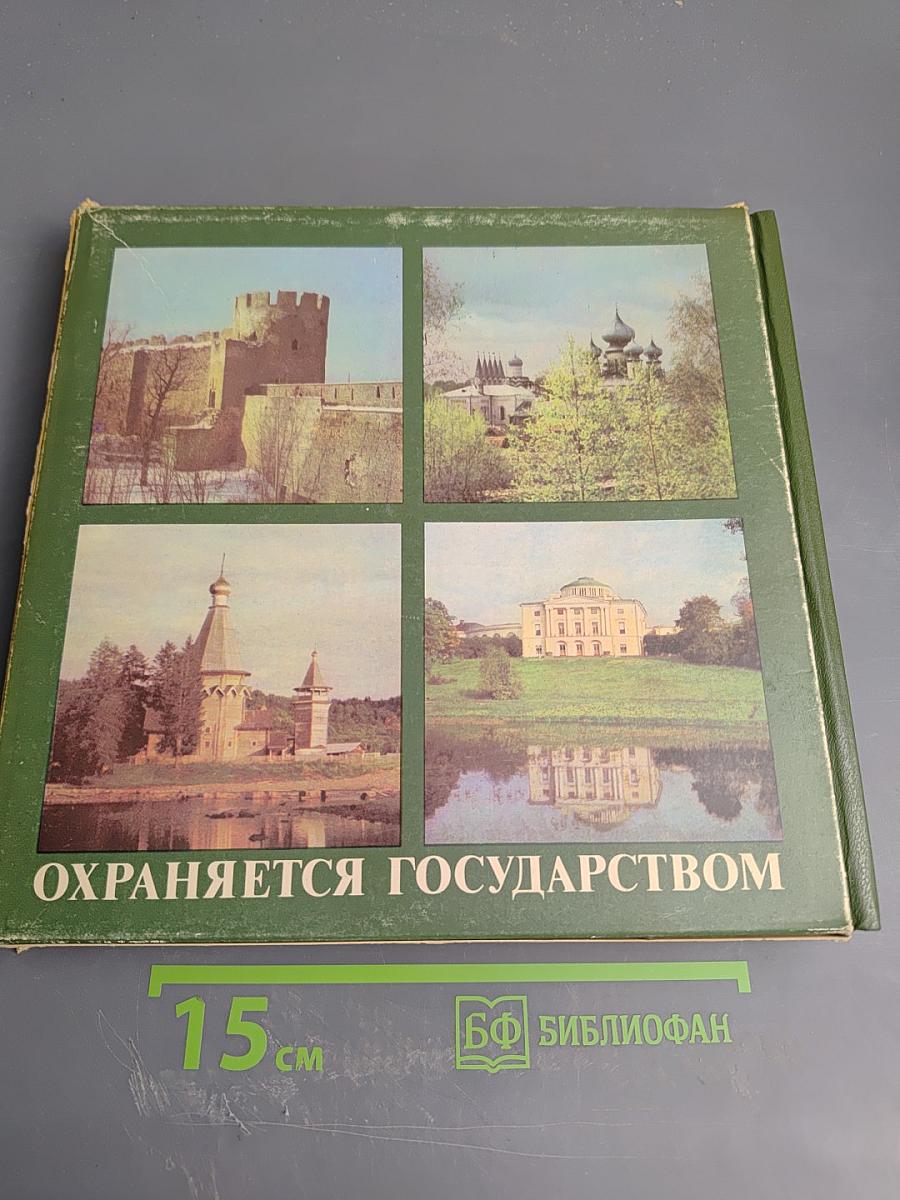 ОХРАНЯЕТСЯ ГОСУДАРСТВОМ
15 см
БФ БИБЛИОФАН